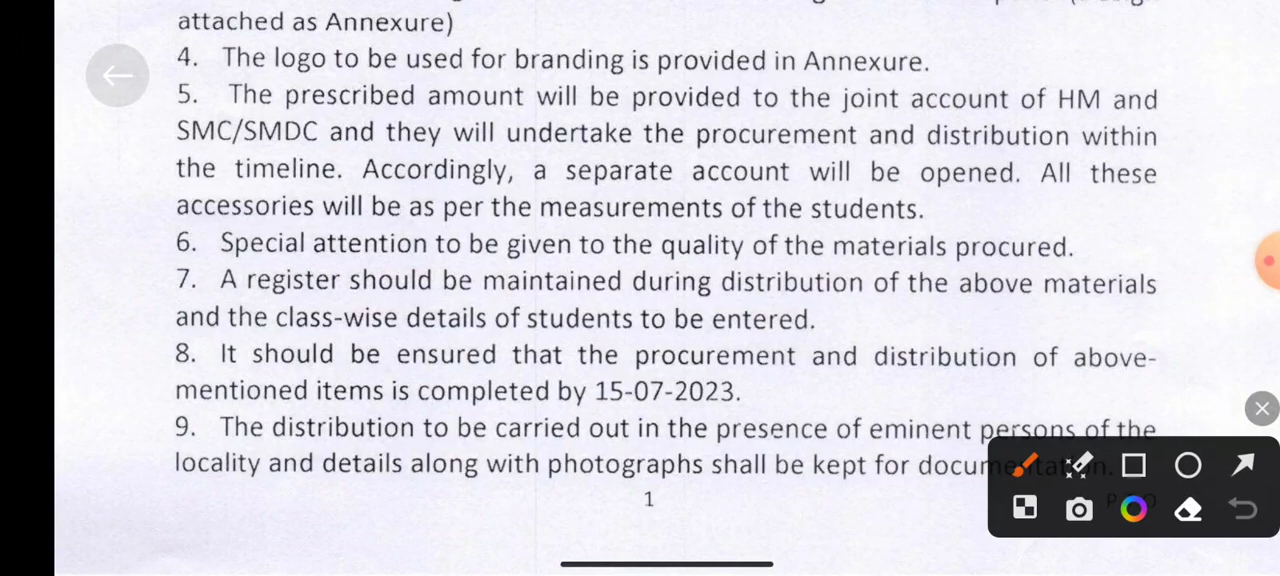 attached as Annexure)
4. The logo to be used for branding is provided in Annexure.
5. The prescribed amount will be provided to the joint account of HM and
SMC/SMDC and they will undertake the procurement and distribution within
the timeline. Accordingly, a separate account will be opened. All these
accessories will be as per the measurements of the students.
6. Special attention to be given to the quality of the materials procured.
7. A register should be maintained during distribution of the above materials
and the class-wise details of students to be entered.
8. It should be ensured that the procurement and distribution of above-
mentioned items is completed by 15-07-2023.
9. The distribution to be carried out in the presence of eminent persons of the
locality and details along with photographs shall be kept for documentation.
1